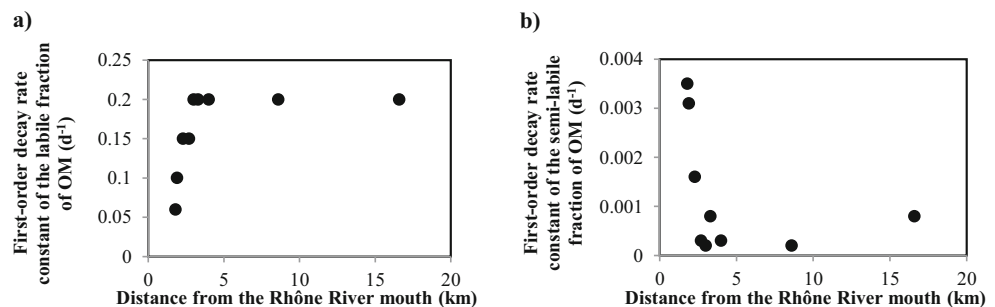 a)
First-order decay rate
constant of the labile fraction
of OM (d⁻¹)
0.25
0.2
0.15
0.1
0.05
0
0
5
10
15
20
Distance from the Rhône River mouth (km)
b)
First-order decay rate
constant of the semi-labile
fraction of OM (d⁻¹)
0.004
0.003
0.002
0.001
0
0
5
10
15
20
Distance from the Rhône River mouth (km)